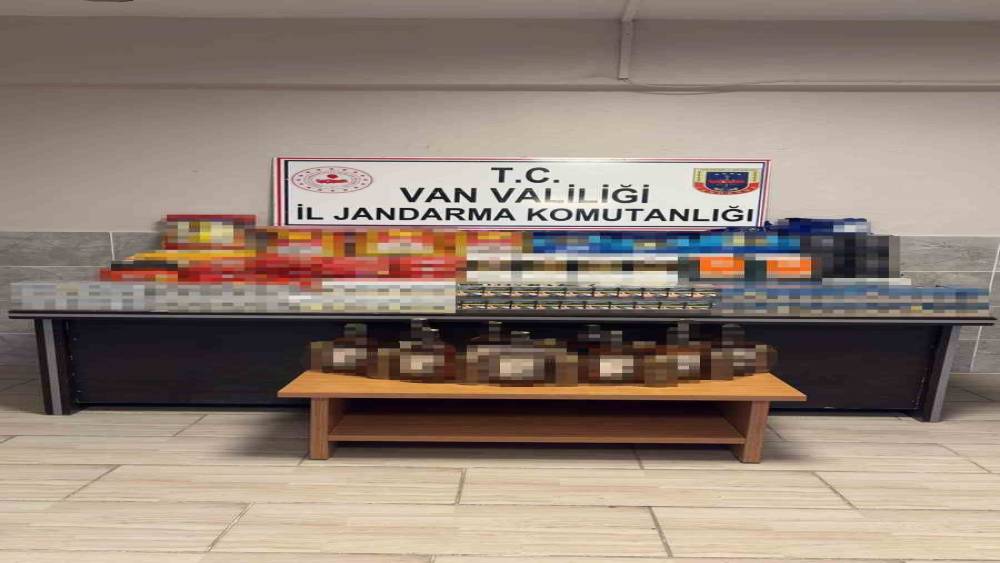 T.C.
VAN VALİLİĞİ
İL JANDARMA KOMUTANLIĞI